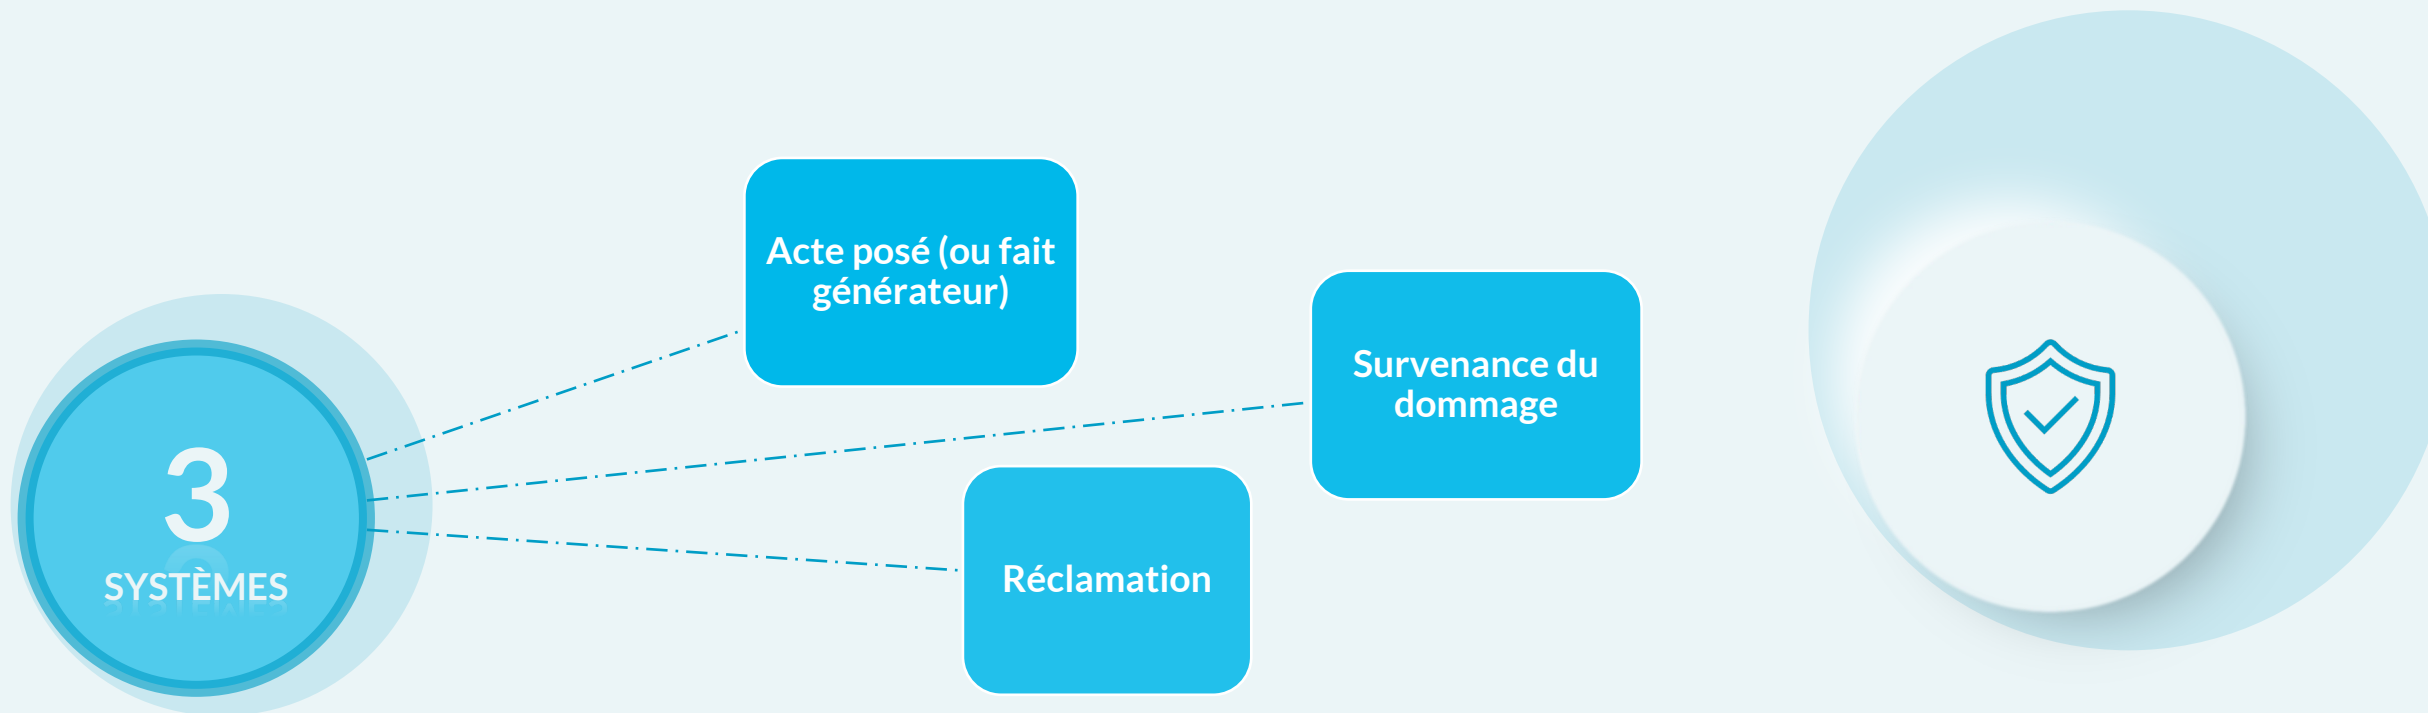 3
SYSTÈMES
Acte posé (ou fait
générateur)
Survenance du
dommage
Réclamation